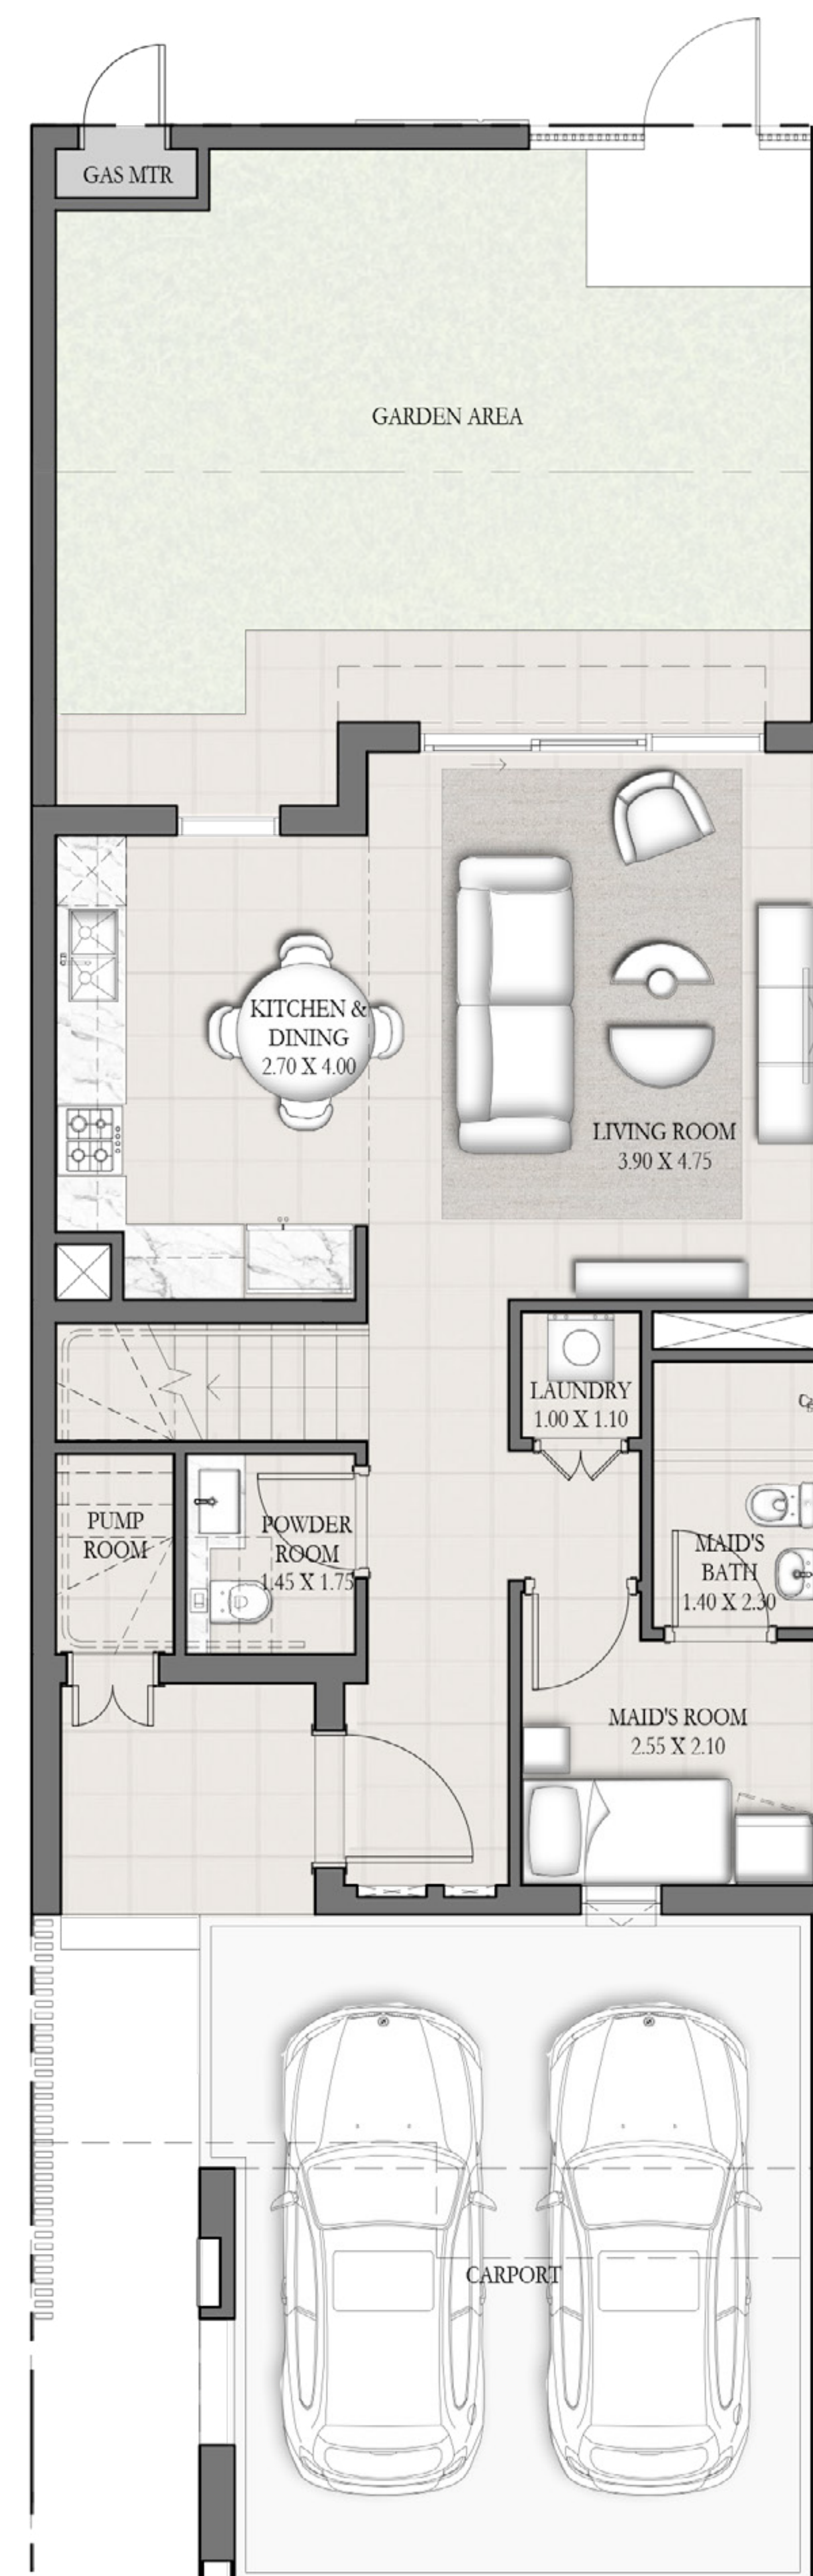 GAS MTR
GARDEN AREA
KITCHEN &
DINING
2.70 X 4.00
LIVING ROOM
3.90 X 4.75
LAUNDRY
1.00 X 1.10
PUMP
ROOM
POWDER
ROOM
1.45 X 1.75
MAID'S
BATH
1.40 X 2.30
MAID'S ROOM
2.55 X 2.10
CARPORT